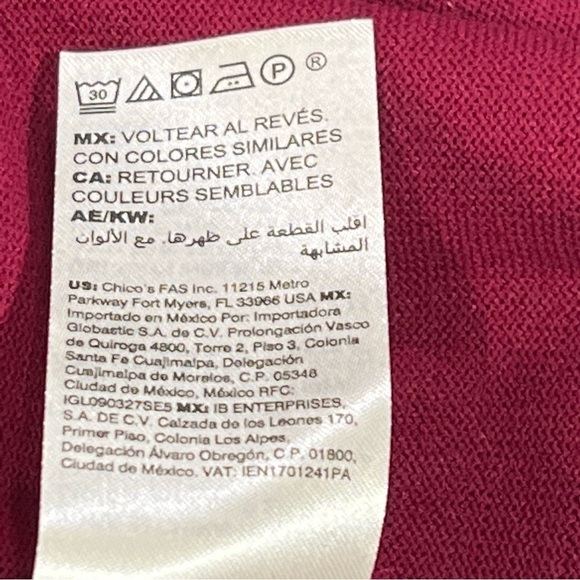 30 P ®
MX: VOLTEAR AL REVÉS.
CON COLORES SIMILARES
CA: RETOURNER. AVEC
COULEURS SEMBLABLES
AE/KW:
اقلب القطعة على ظهرها. مع الألوان
المشابهة
US: Chico's FAS Inc. 11215 Metro
Parkway Fort Myers, FL 33966 USA MX:
Importado en México Por: Importadora
Globastic S.A. de C.V. Prolongación Vasco
de Quiroga 4800, Torre 2, Piso 3, Colonia
Santa Fe Cuajimalpa, Delegación
Cuajimalpa de Morelos, C.P. 05348
Ciudad de México, México RFC:
IGL090327SE5 MX: IB ENTERPRISES,
S.A. DE C.V. Calzada de los Leones 170,
Primer Piso, Colonia Los Alpes,
Delegación Álvaro Obregón, C.P. 01800,
Ciudad de México. VAT: IEN1701241PA